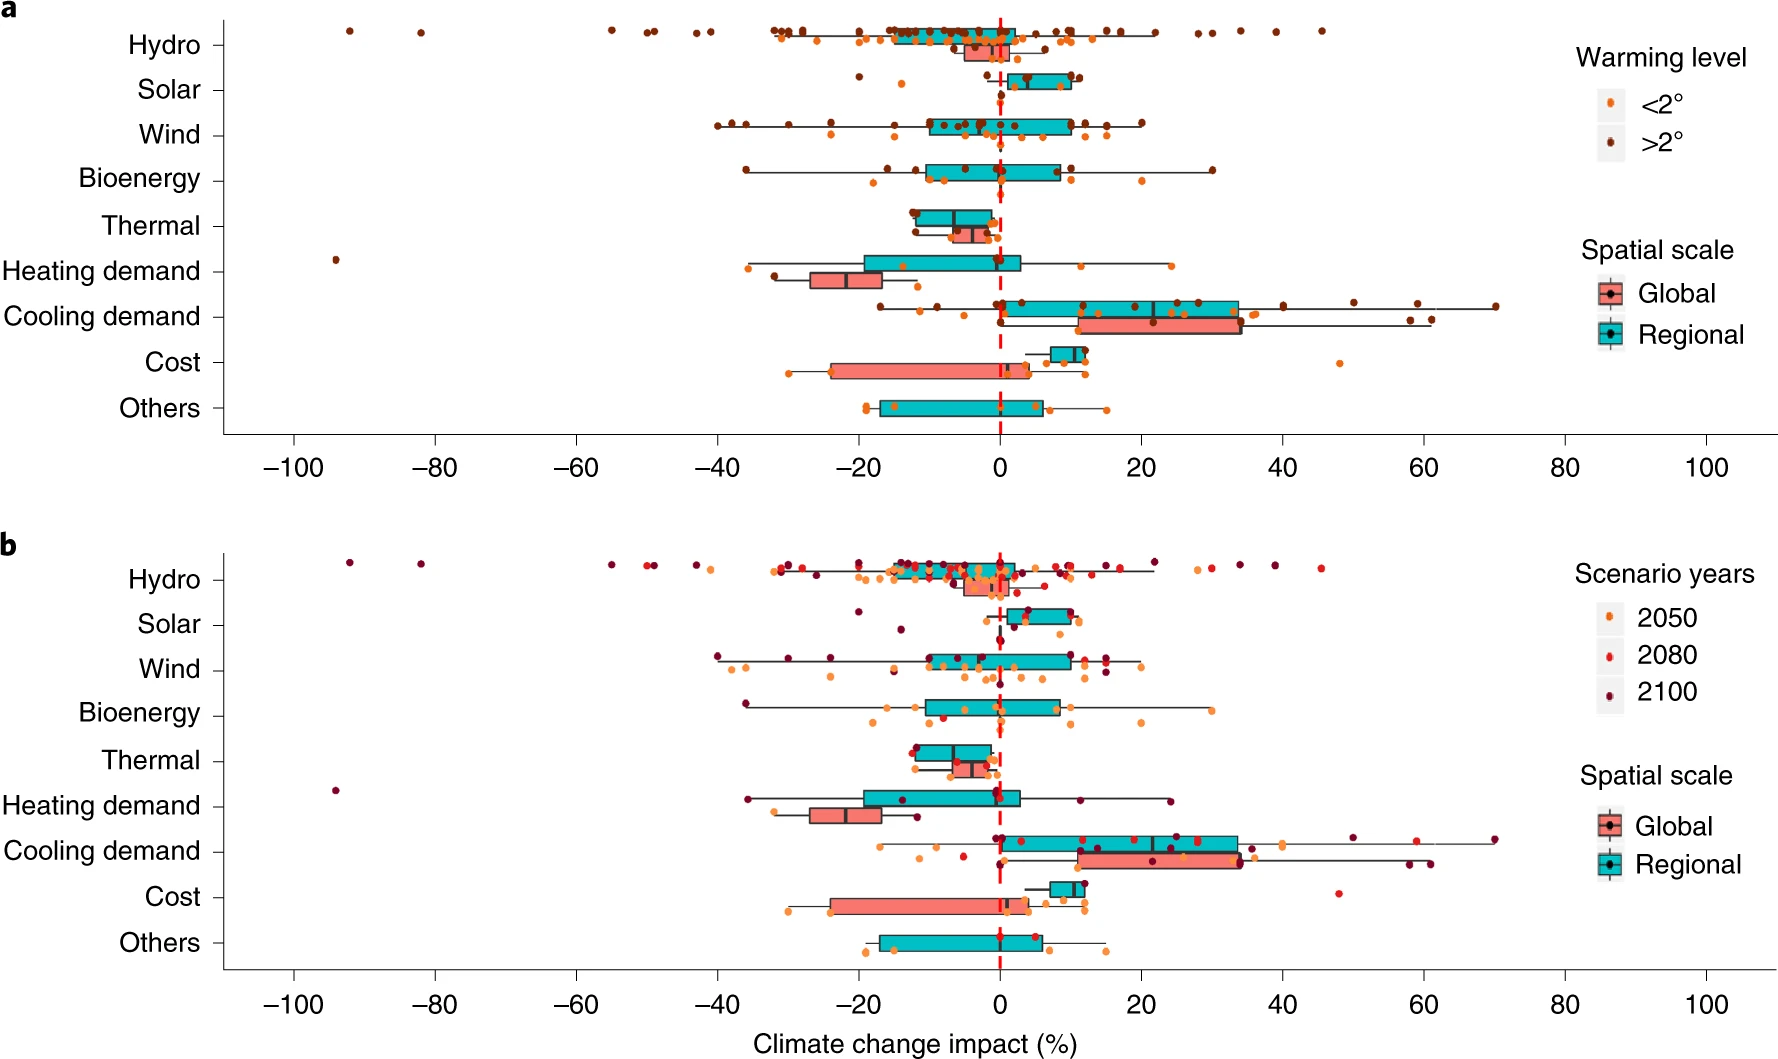 a
Hydro
Solar
Wind
Bioenergy
Thermal
Heating demand
Cooling demand
Cost
Others
–100 –80 –60 –40 –20 0 20 40 60 80 100
Warming level
<2°
>2°
Spatial scale
Global
Regional
b
Hydro
Solar
Wind
Bioenergy
Thermal
Heating demand
Cooling demand
Cost
Others
–100 –80 –60 –40 –20 0 20 40 60 80 100
Climate change impact (%)
Scenario years
2050
2080
2100
Spatial scale
Global
Regional